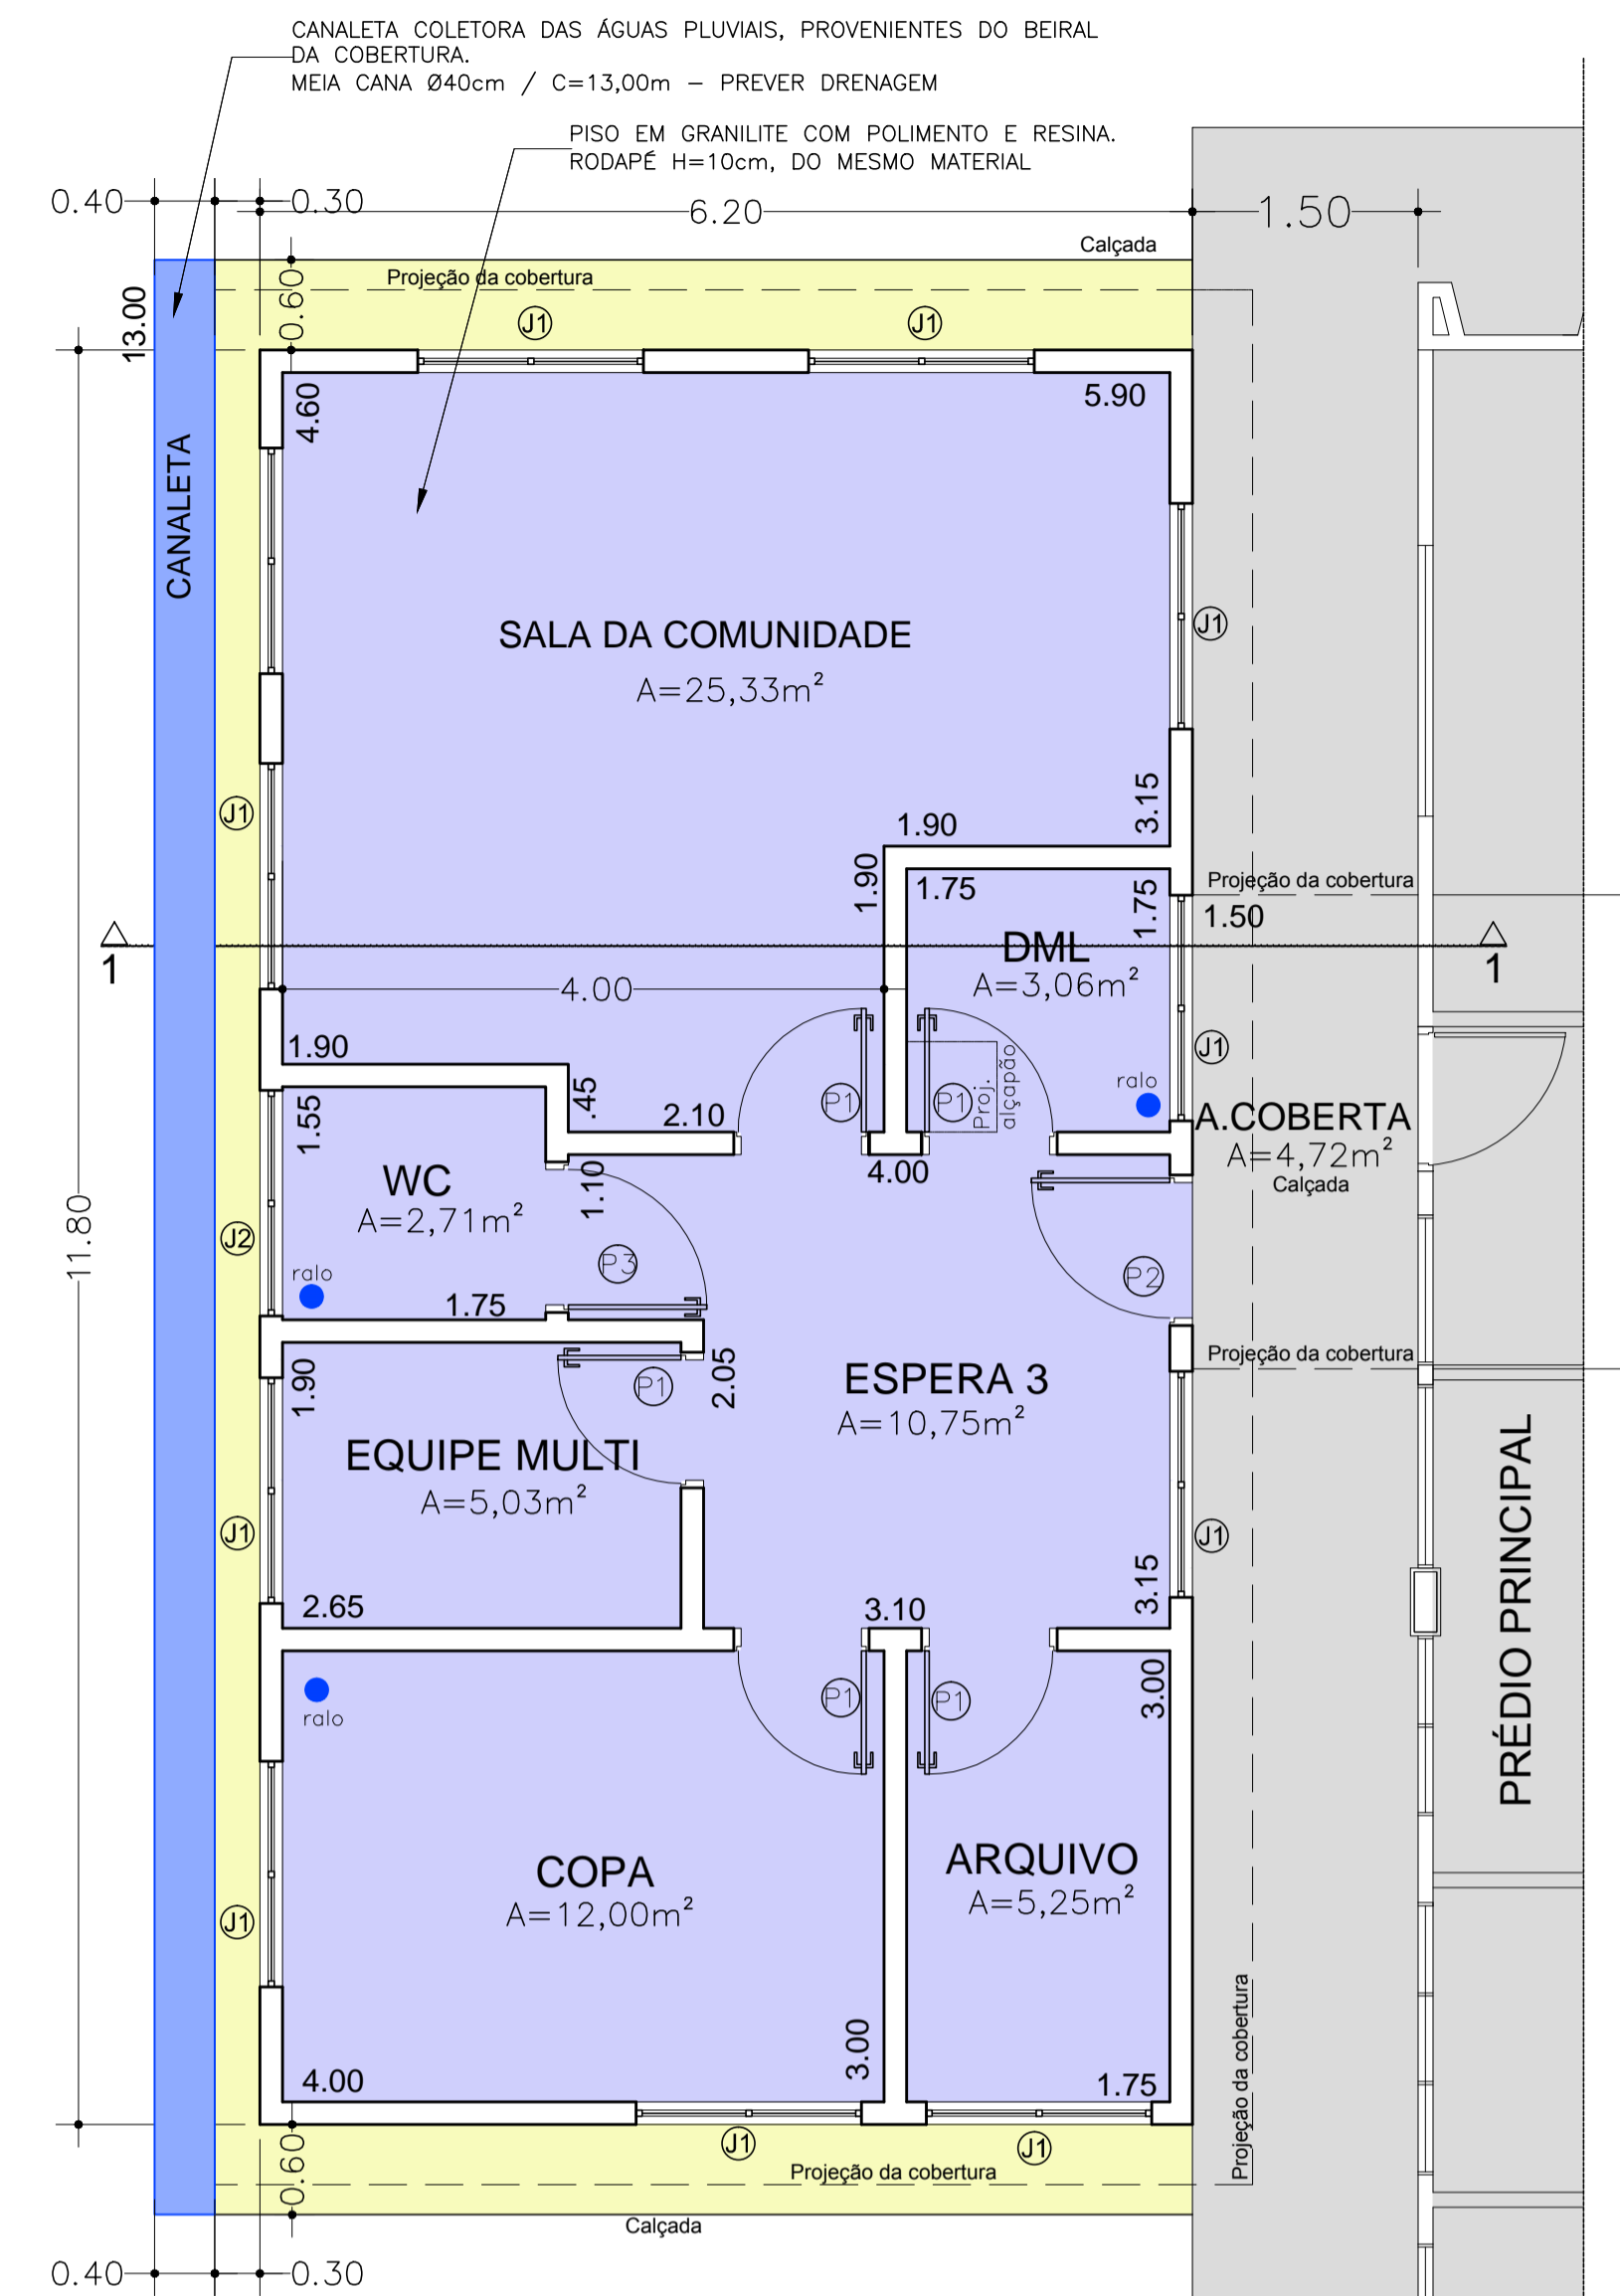 CANALETA COLETORA DAS ÁGUAS PLUVIAIS, PROVENIENTES DO BEIRAL
DA COBERTURA.
MEIA CANA Ø40cm / C=13,00m – PREVER DRENAGEM
PISO EM GRANILITE COM POLIMENTO E RESINA.
RODAPÉ H=10cm, DO MESMO MATERIAL
0.40
0.30
6.20
1.50
Calçada
Projeção da cobertura
0.60
13.00
J1
J1
4.60
5.90
CANALETA
SALA DA COMUNIDADE
A=25,33m²
J1
J1
3.15
1.90
1.90
1.75
1.75
Projeção da cobertura
1.50
DML
A=3,06m²
1
1
4.00
1.90
.45
2.10
P1
P1
Proj.
alçapão
ralo
J1
A.COBERTA
A=4,72m²
Calçada
1.55
WC
A=2,71m²
1.10
4.00
11.80
J2
ralo
P3
P2
1.75
1.90
P1
2.05
ESPERA 3
A=10,75m²
Projeção da cobertura
EQUIPE MULTI
A=5,03m²
J1
J1
PRÉDIO PRINCIPAL
2.65
3.10
3.15
ralo
P1
P1
3.00
COPA
A=12,00m²
ARQUIVO
A=5,25m²
J1
4.00
3.00
1.75
Projeção da cobertura
J1
J1
0.60
Projeção da cobertura
Calçada
0.40
0.30